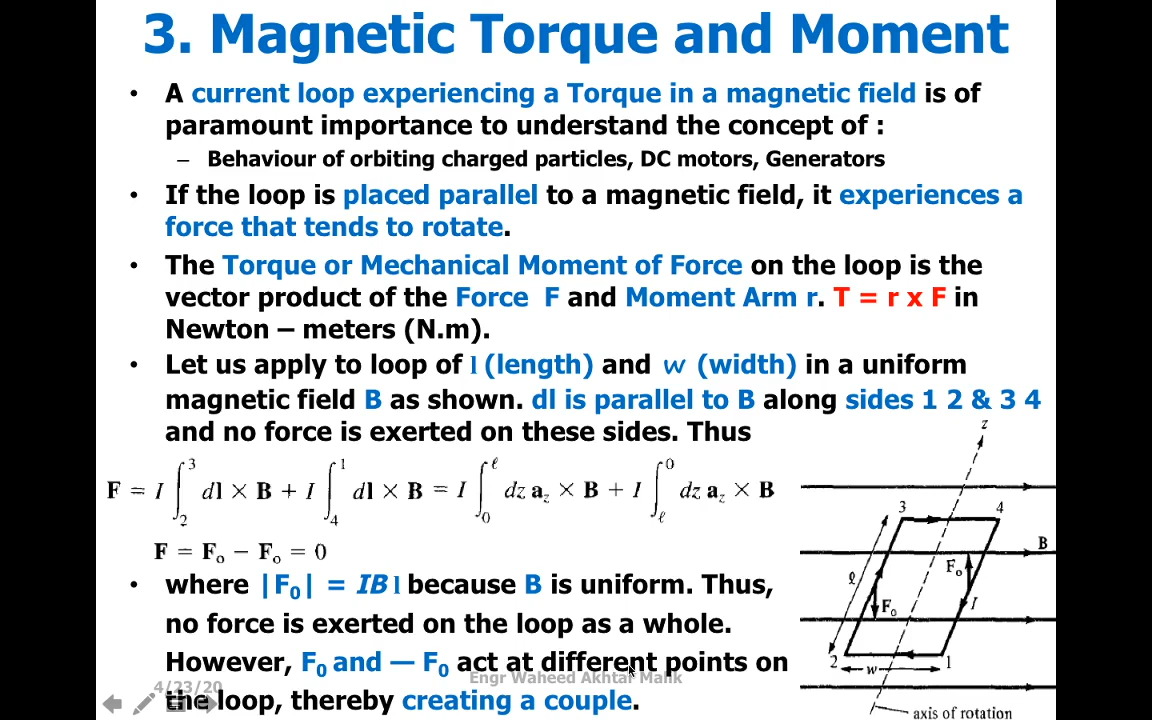 3. Magnetic Torque and Moment
• A current loop experiencing a Torque in a magnetic field is of
paramount importance to understand the concept of :
– Behaviour of orbiting charged particles, DC motors, Generators
• If the loop is placed parallel to a magnetic field, it experiences a
force that tends to rotate.
• The Torque or Mechanical Moment of Force on the loop is the
vector product of the Force F and Moment Arm r. T = r x F in
Newton – meters (N.m).
• Let us apply to loop of l (length) and w (width) in a uniform
magnetic field B as shown. dl is parallel to B along sides 1 2 & 3 4
and no force is exerted on these sides. Thus
F = I ∫₂³ dl × B + I ∫₄¹ dl × B = I ∫₀^ℓ dz a_z × B + I ∫_ℓ^0 dz a_z × B
F = Fₒ − Fₒ = 0
• where |F₀| = IB l because B is uniform. Thus,
no force is exerted on the loop as a whole.
However, F₀ and — F₀ act at different points on
the loop, thereby creating a couple.
4/23/20
Engr Waheed Akhtar Malik
z
3
4
B
Fₒ
ℓ
Fₒ
I
2
w
1
axis of rotation